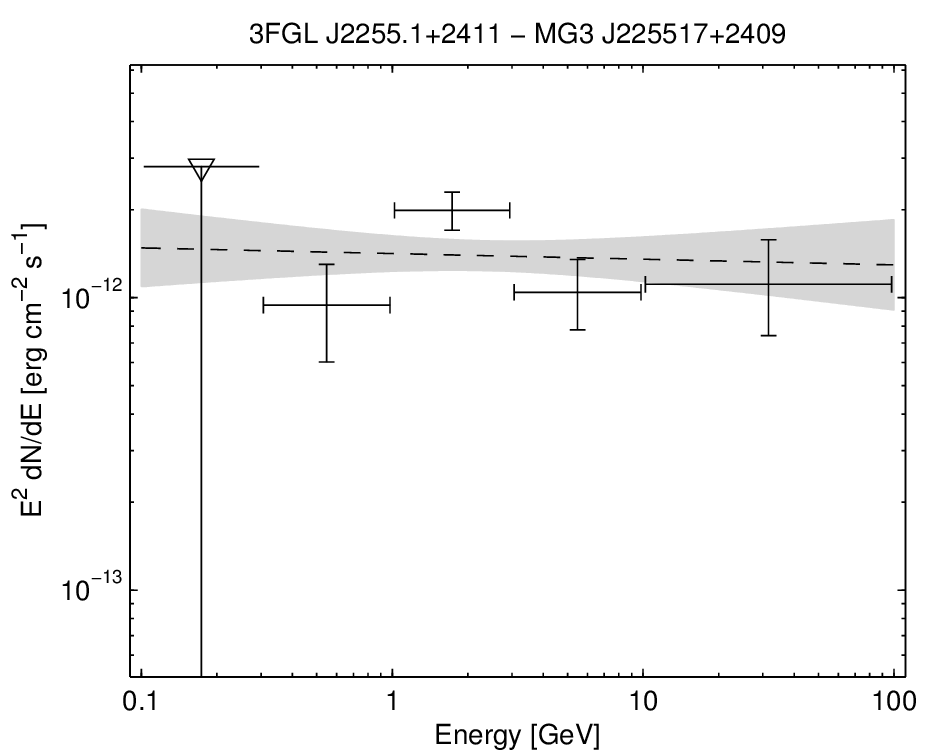 3FGL J2255.1+2411 − MG3 J225517+2409
E² dN/dE [erg cm⁻² s⁻¹]
10⁻¹²
10⁻¹³
0.1 1 10 100
Energy [GeV]